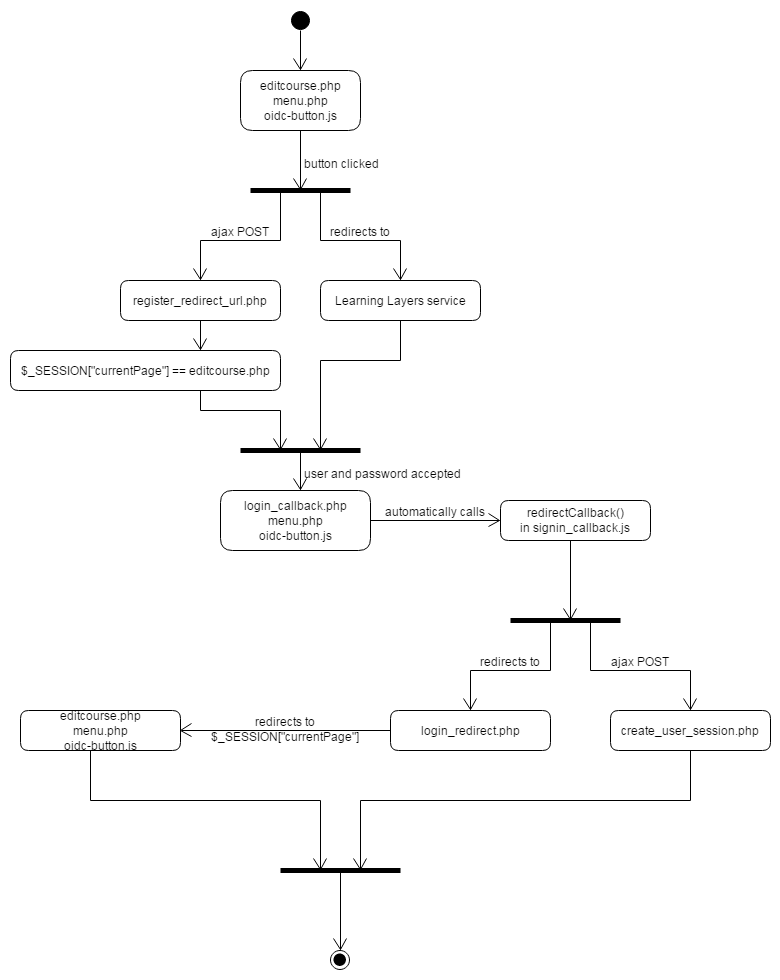 editcourse.php
menu.php
oidc-button.js
button clicked
ajax POST
redirects to
register_redirect_url.php
Learning Layers service
$_SESSION["currentPage"] == editcourse.php
user and password accepted
login_callback.php
menu.php
oidc-button.js
automatically calls
redirectCallback()
in signin_callback.js
redirects to
ajax POST
editcourse.php
menu.php
oidc-button.js
redirects to
$_SESSION["currentPage"]
login_redirect.php
create_user_session.php